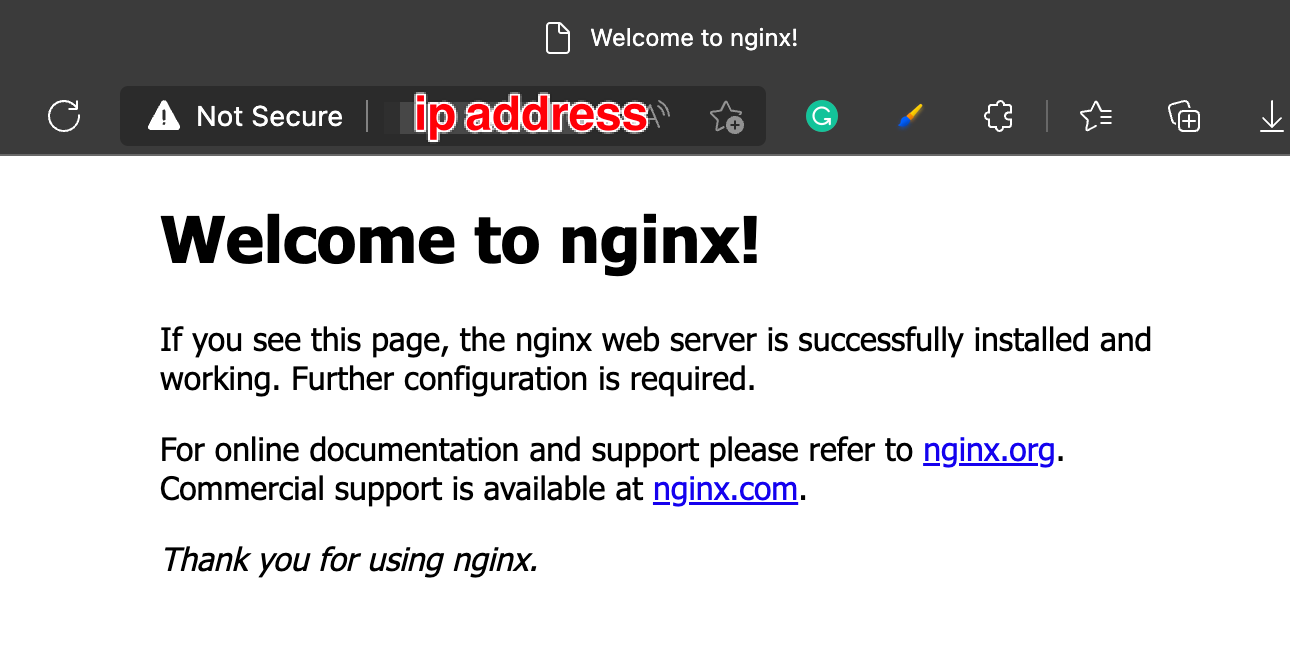 Welcome to nginx!
Not Secure
ip address
Welcome to nginx!
If you see this page, the nginx web server is successfully installed and
working. Further configuration is required.
For online documentation and support please refer to nginx.org.
Commercial support is available at nginx.com.
Thank you for using nginx.